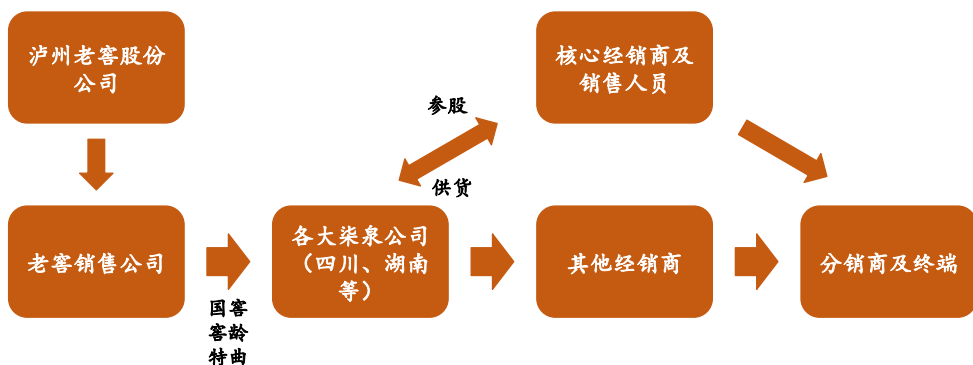 泸州老窖股份
公司
核心经销商及
销售人员
参股
供货
老窖销售公司
国窖
窖龄
特曲
各大柒泉公司
（四川、湖南
等）
其他经销商
分销商及终端